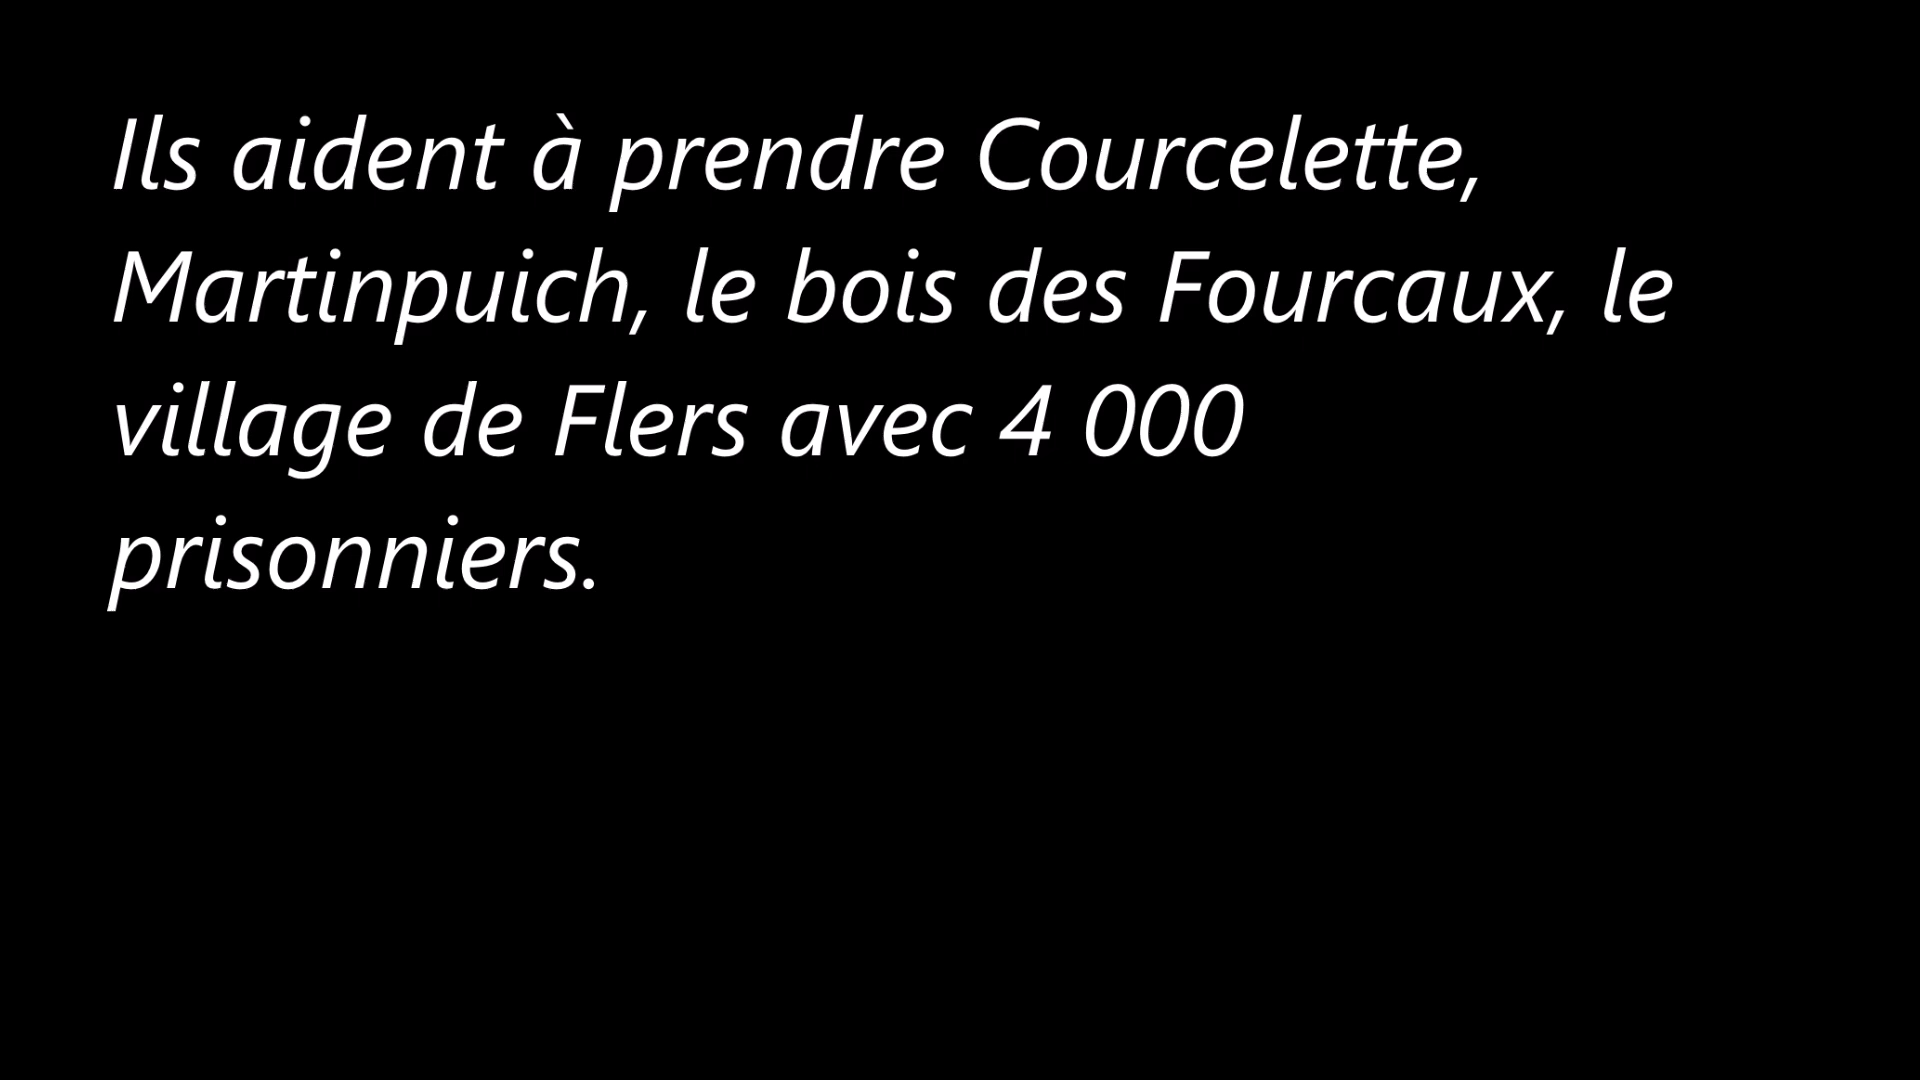 Ils aident à prendre Courcelette,
Martinpuich, le bois des Fourcaux, le
village de Flers avec 4 000
prisonniers.